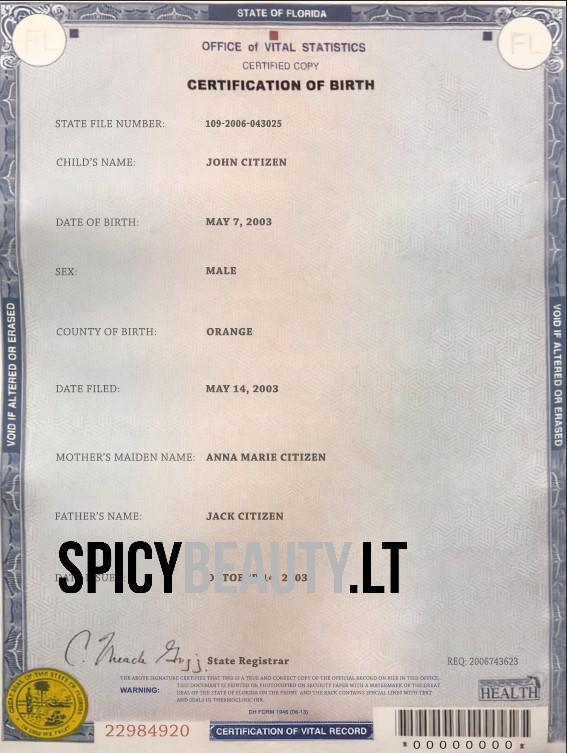 STATE OF FLORIDA
FL
FL
OFFICE of VITAL STATISTICS
CERTIFIED COPY
CERTIFICATION OF BIRTH
STATE FILE NUMBER: 109-2006-043025
CHILD'S NAME: JOHN CITIZEN
DATE OF BIRTH: MAY 7, 2003
SEX: MALE
VOID IF ALTERED OR ERASED
VOID IF ALTERED OR ERASED
COUNTY OF BIRTH: ORANGE
DATE FILED: MAY 14, 2003
MOTHER'S MAIDEN NAME: ANNA MARIE CITIZEN
FATHER'S NAME: JACK CITIZEN
SPICYBEAUTY.LT
State Registrar
REQ: 2006743623
THE ABOVE SIGNATURE CERTIFIES THAT THIS IS A TRUE AND CORRECT COPY OF THE OFFICIAL RECORD ON FILE IN THIS OFFICE.
WARNING: THIS DOCUMENT IS PRINTED OR PHOTOCOPIED ON SECURITY PAPER WITH A WATERMARK OF THE GREAT
SEAL OF THE STATE OF FLORIDA ON THE FRONT, AND THE BACK CONTAINS SPECIAL LINES WITH TEXT
AND SEALS IN THERMOCHROMIC INK.
HEALTH
DH FORM 1946 (06-13)
22984920
CERTIFICATION OF VITAL RECORD
*00000000*